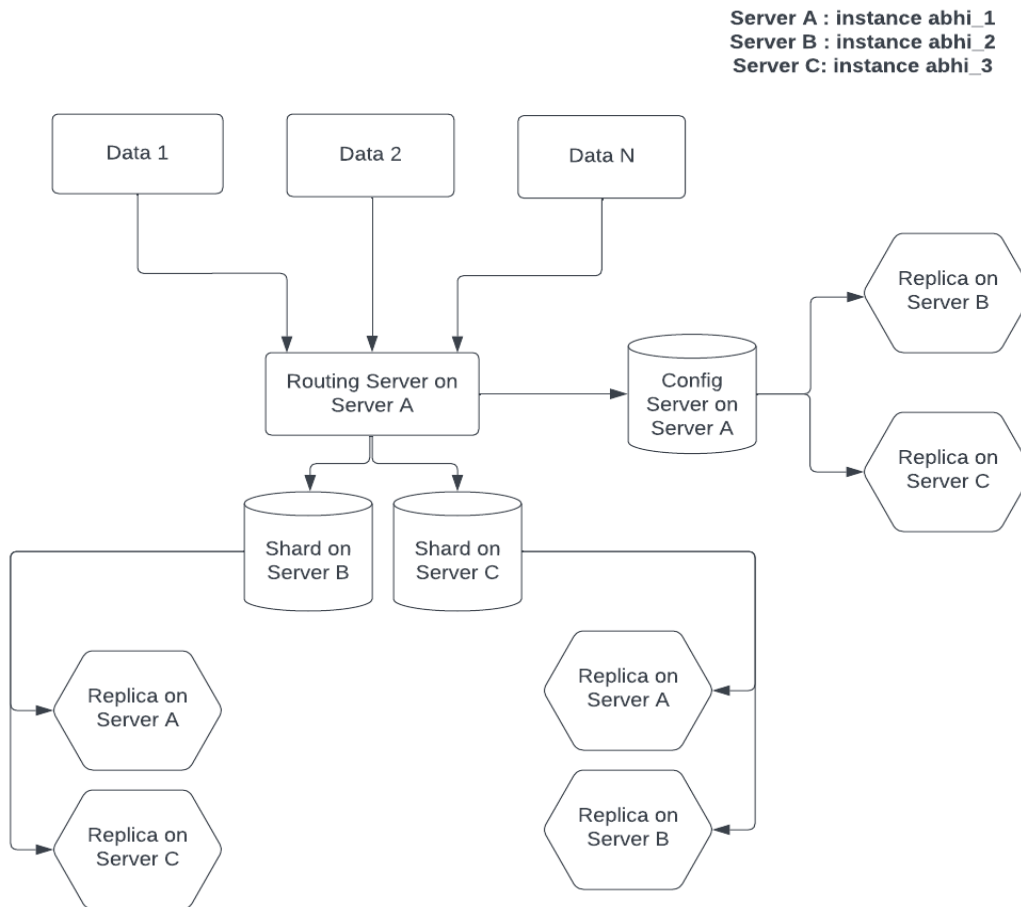 Server A : instance abhi_1
Server B : instance abhi_2
Server C: instance abhi_3
Data 1
Data 2
Data N
Replica on
Server B
Routing Server on
Server A
Config
Server on
Server A
Replica on
Server C
Shard on
Server B
Shard on
Server C
Replica on
Server A
Replica on
Server A
Replica on
Server C
Replica on
Server B